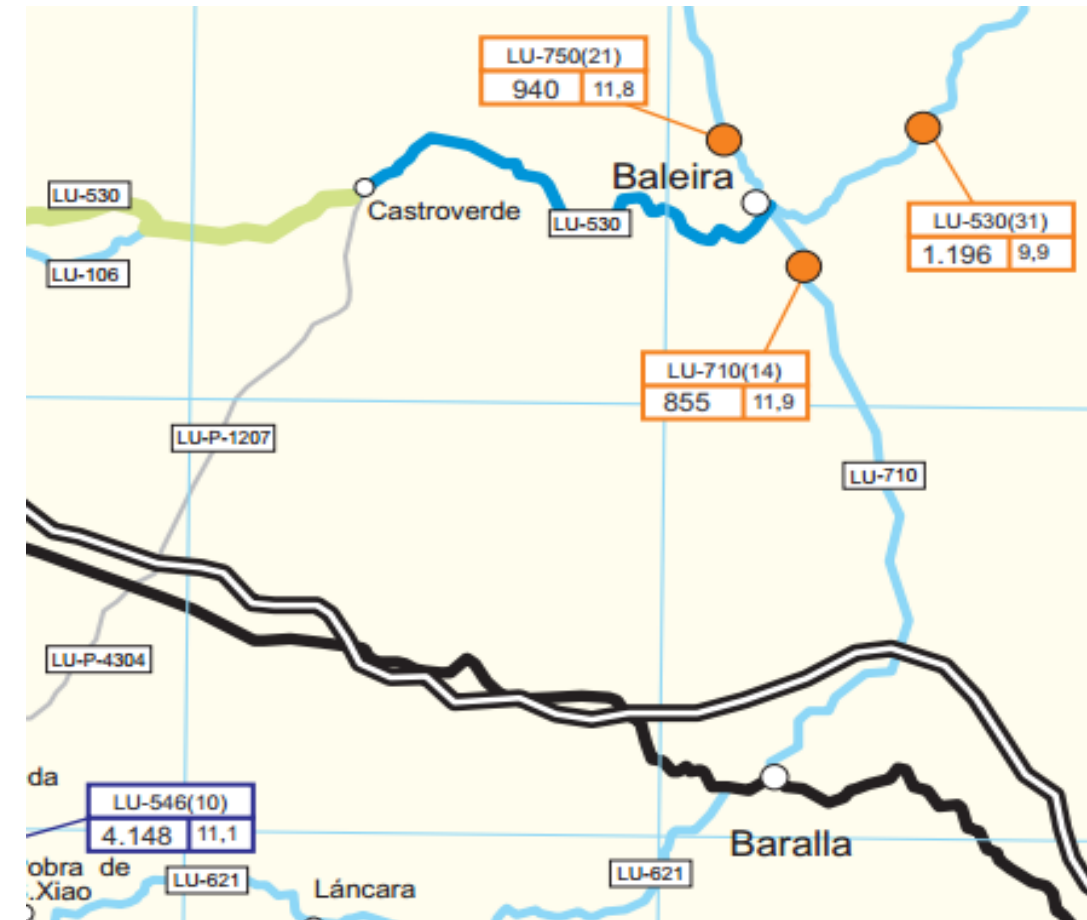 LU-750(21)
940 11,8
Baleira
LU-530
Castroverde
LU-530
LU-530(31)
1.196 9,9
LU-106
LU-710(14)
855 11,9
LU-P-1207
LU-710
LU-P-4304
da
LU-546(10)
4.148 11,1
Baralla
obra de
.Xiao
LU-621
Láncara
LU-621